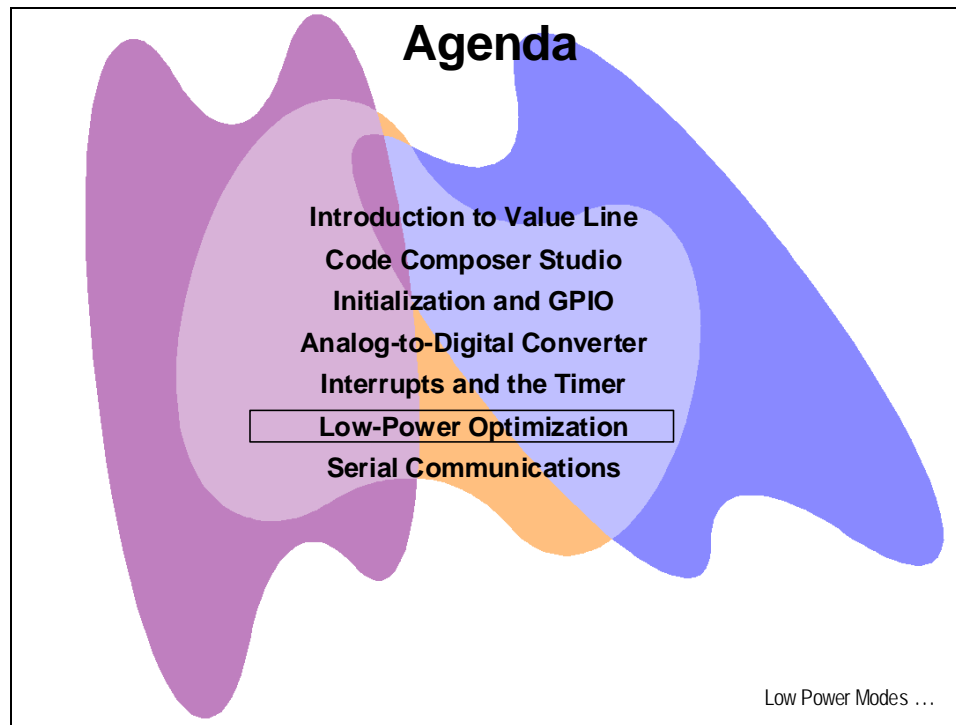 Agenda
Introduction to Value Line
Code Composer Studio
Initialization and GPIO
Analog-to-Digital Converter
Interrupts and the Timer
Low-Power Optimization
Serial Communications
Low Power Modes …